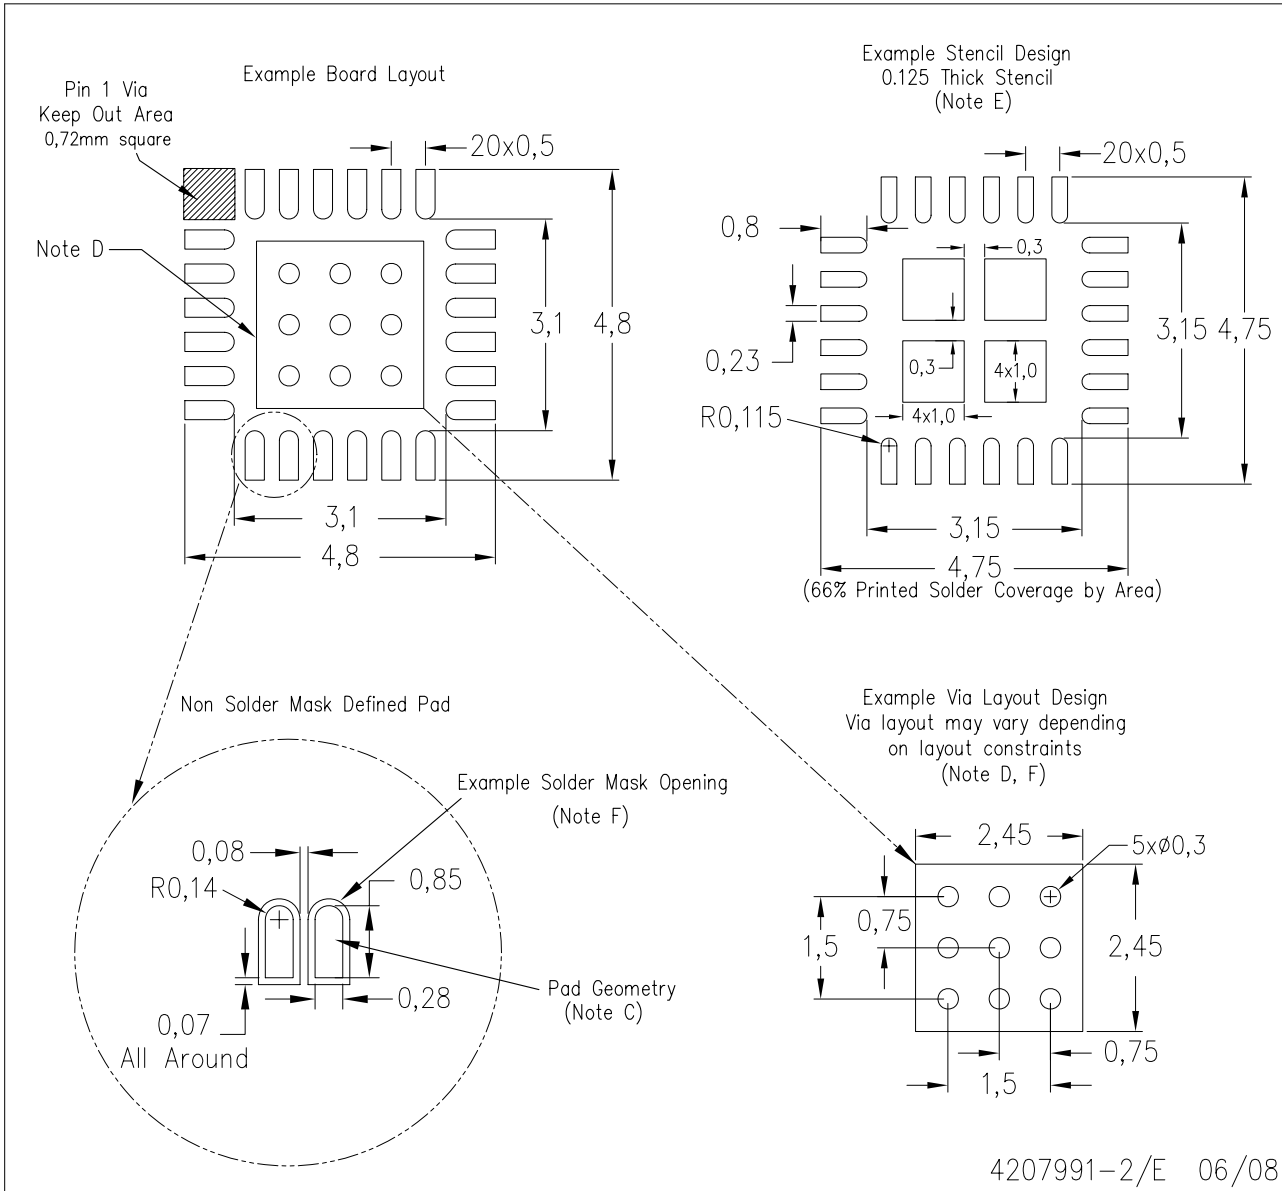 Example Board Layout
Pin 1 Via
Keep Out Area
0,72mm square
20x0,5
Note D
3,1
4,8
3,1
4,8
Example Stencil Design
0.125 Thick Stencil
(Note E)
20x0,5
0,8
0,3
0,23
0,3
4x1,0
4x1,0
R0,115
3,15
4,75
3,15
4,75
(66% Printed Solder Coverage by Area)
Non Solder Mask Defined Pad
Example Solder Mask Opening
(Note F)
0,08
R0,14
0,85
0,28
Pad Geometry
(Note C)
0,07
All Around
Example Via Layout Design
Via layout may vary depending
on layout constraints
(Note D, F)
2,45
5xø0,3
0,75
1,5
2,45
0,75
1,5
4207991-2/E 06/08